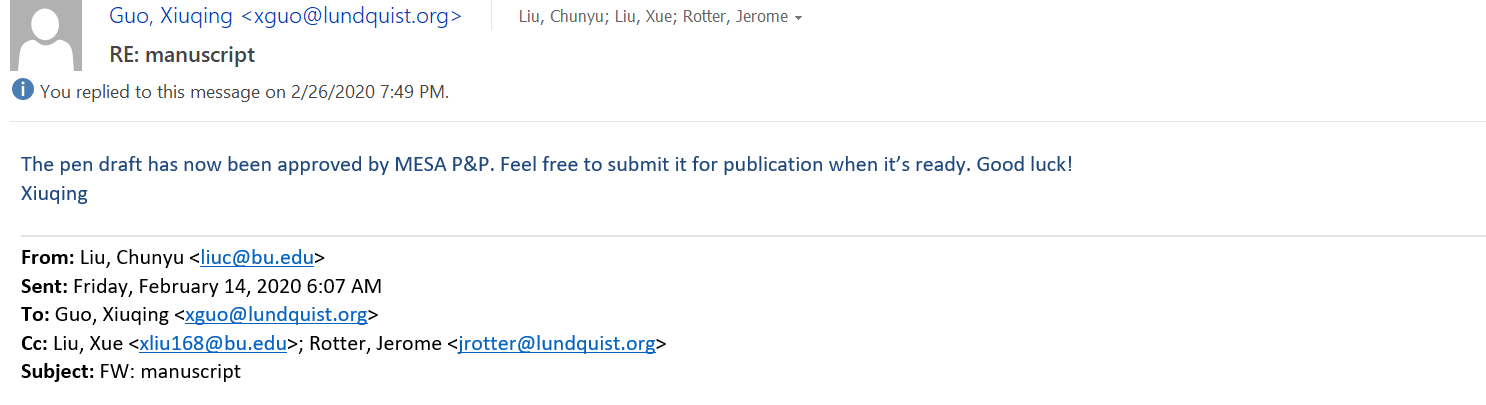 Guo, Xiuqing <xguo@lundquist.org>
Liu, Chunyu; Liu, Xue; Rotter, Jerome
RE: manuscript
You replied to this message on 2/26/2020 7:49 PM.
The pen draft has now been approved by MESA P&P. Feel free to submit it for publication when it’s ready. Good luck!
Xiuqing
From: Liu, Chunyu <liuc@bu.edu>
Sent: Friday, February 14, 2020 6:07 AM
To: Guo, Xiuqing <xguo@lundquist.org>
Cc: Liu, Xue <xliu168@bu.edu>; Rotter, Jerome <jrotter@lundquist.org>
Subject: FW: manuscript